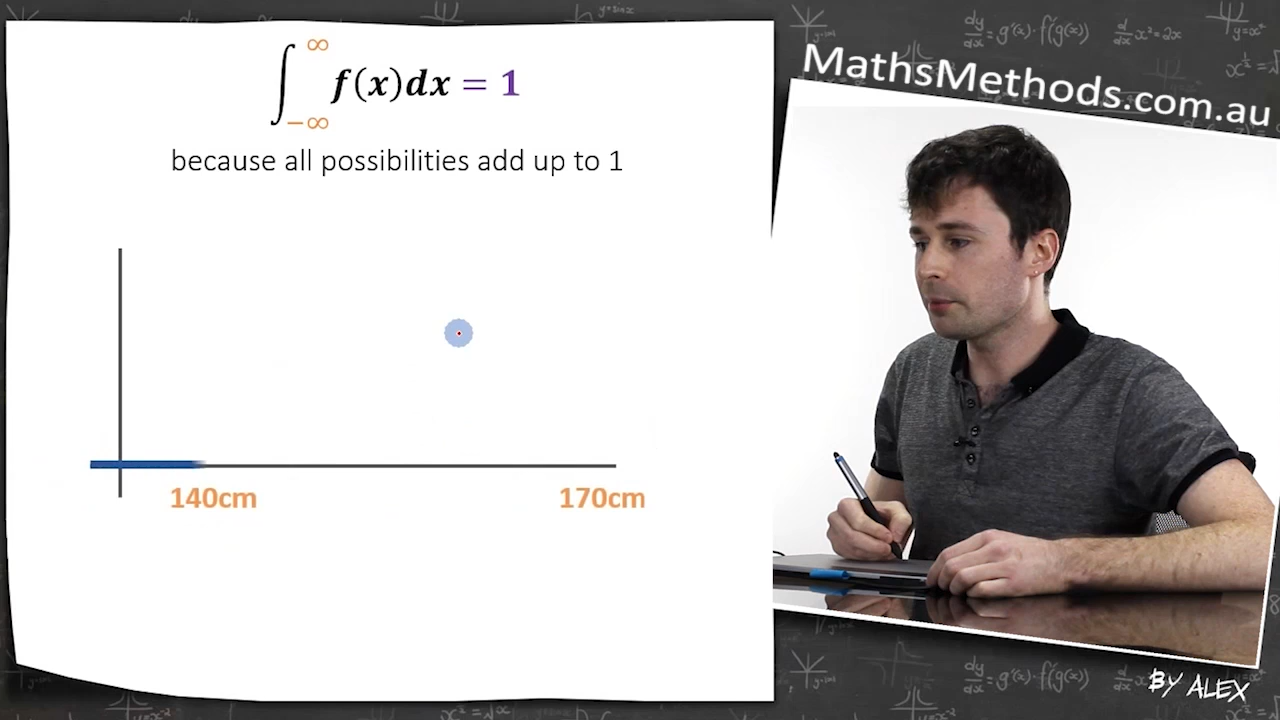 ∫_{-∞}^{∞} f(x)dx = 1
because all possibilities add up to 1
140cm
170cm
MathsMethods.com.au
BY ALEX